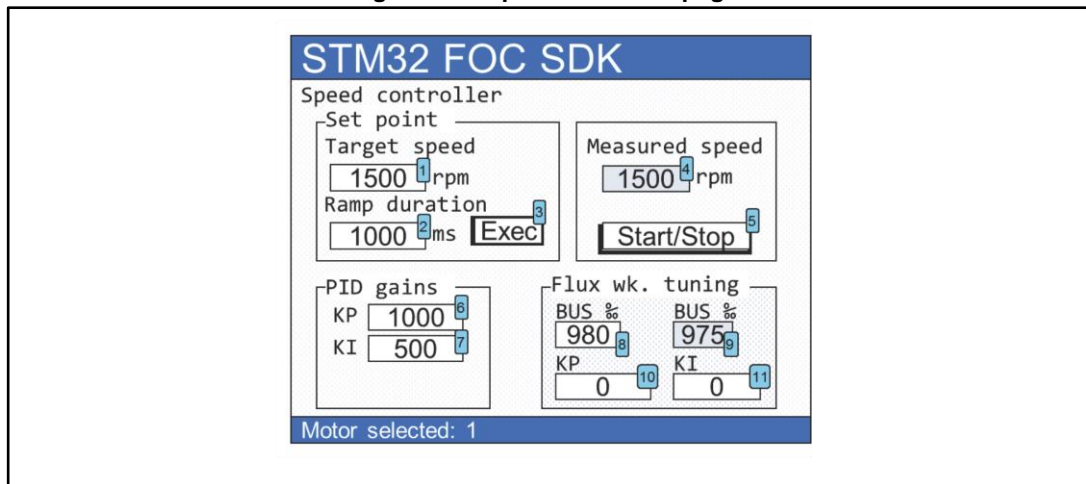 STM32 FOC SDK
Speed controller
Set point
Target speed
1500 1 rpm
Ramp duration
1000 2 ms Exec 3
Measured speed
1500 4 rpm
Start/Stop 5
PID gains
KP 1000 6
KI 500 7
Flux wk. tuning
BUS ‰ BUS ‰
980 8 975 9
KP KI
0 10 0 11
Motor selected: 1